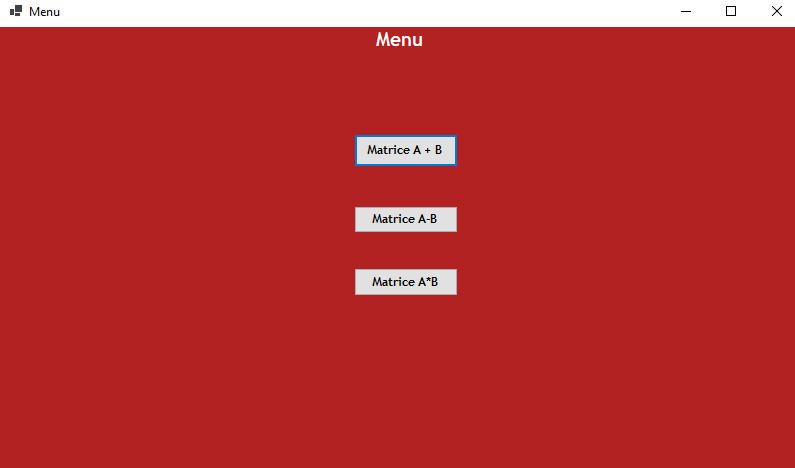 Menu
Menu
Matrice A + B
Matrice A-B
Matrice A*B